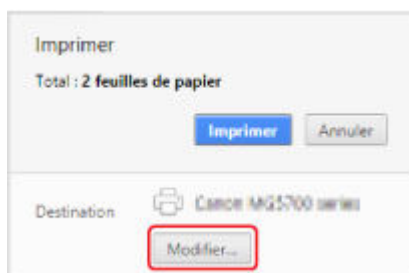 Imprimer
Total : 2 feuilles de papier
Imprimer Annuler
Destination Canon MG5700 series
Modifier...